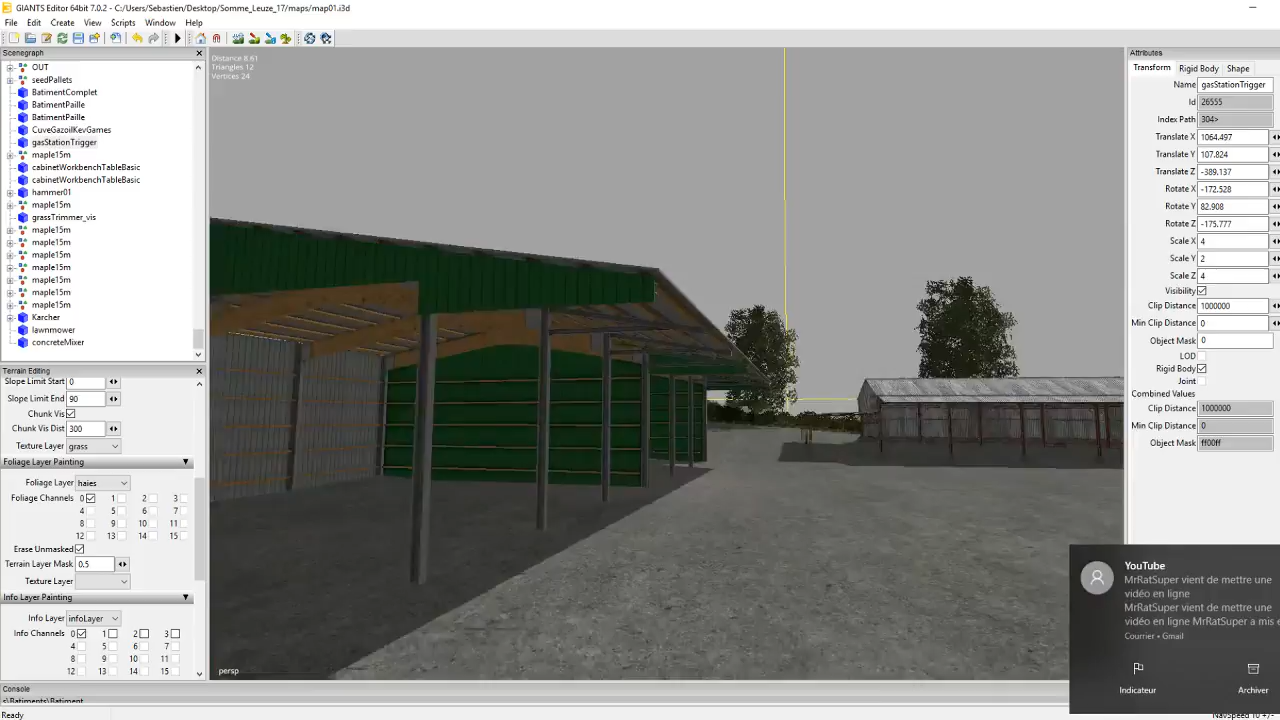 GIANTS Editor 64bit 7.0.2 - C:/Users/Sebastien/Desktop/Somme_Leuze_17/maps/map01.i3d
File Edit Create View Scripts Window Help
Scenegraph
OUT
seedPallets
BatimentComplet
BatimentPaille
BatimentPaille
CuveGazoilKevGames
gasStationTrigger
maple15m
cabinetWorkbenchTableBasic
cabinetWorkbenchTableBasic
hammer01
maple15m
grassTrimmer_vis
maple15m
maple15m
maple15m
maple15m
maple15m
maple15m
maple15m
Karcher
lawnmower
concreteMixer
Terrain Editing
Slope Limit Start 0
Slope Limit End 90
Chunk Vis
Chunk Vis Dist 300
Texture Layer grass
Foliage Layer Painting
Foliage Layer haies
Foliage Channels 0 1 2 3
4 5 6 7
8 9 10 11
12 13 14 15
Erase Unmasked
Terrain Layer Mask 0.5
Texture Layer
Info Layer Painting
Info Layer infoLayer
Info Channels 0 1 2 3
4 5 6 7
8 9 10 11
12 13 14 15
Distance 8.61
Triangles 12
Vertices 24
persp
Attributes
Transform Rigid Body Shape
Name gasStationTrigger
Id 26555
Index Path 304>
Translate X 1064.497
Translate Y 107.824
Translate Z -389.137
Rotate X -172.528
Rotate Y 82.908
Rotate Z -175.777
Scale X 4
Scale Y 2
Scale Z 4
Visibility
Clip Distance 1000000
Min Clip Distance 0
Object Mask 0
LOD
Rigid Body
Joint
Combined Values
Clip Distance 1000000
Min Clip Distance 0
Object Mask ff00ff
YouTube
MrRatSuper vient de mettre une
vidéo en ligne
MrRatSuper vient de mettre une
vidéo en ligne MrRatSuper a mis
Courrier • Gmail
Indicateur Archiver
Console
s\Batiments\Batiment
Ready